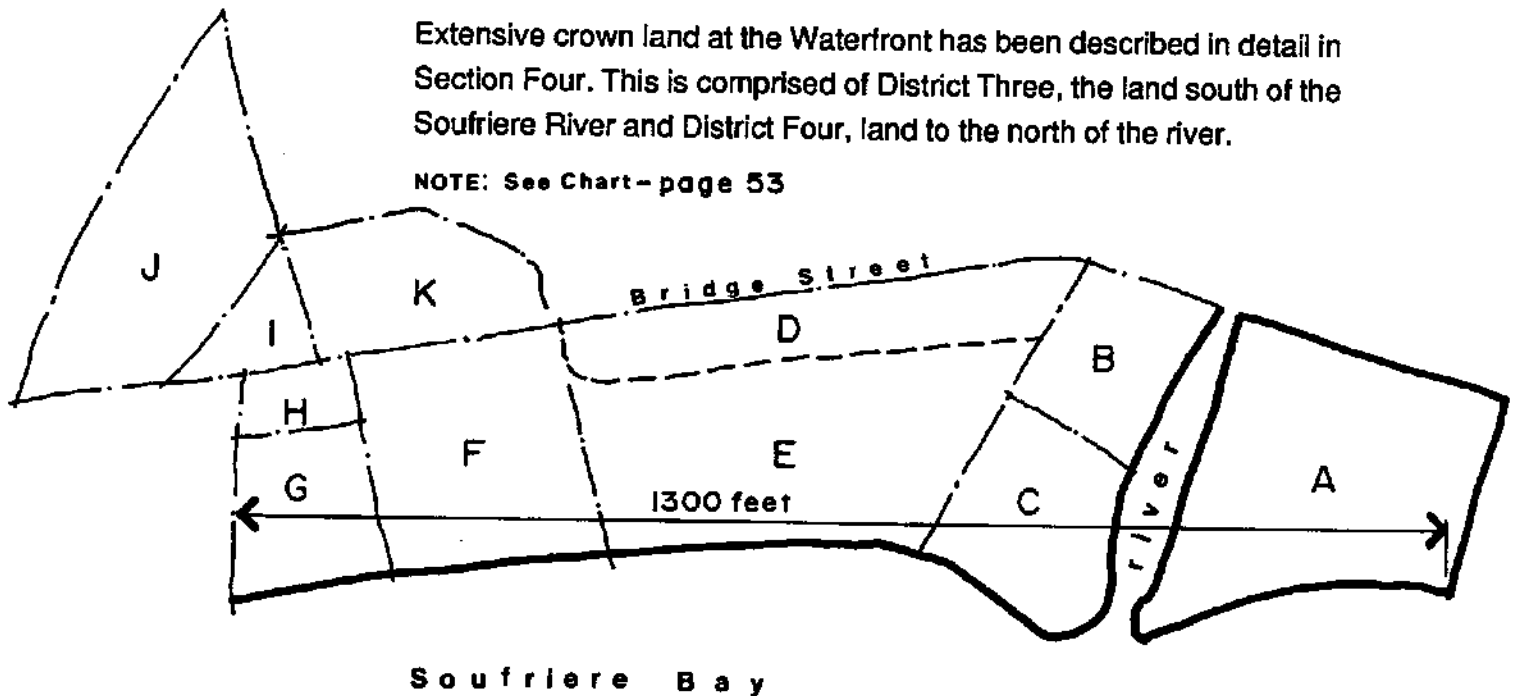 Extensive crown land at the Waterfront has been described in detail in
Section Four. This is comprised of District Three, the land south of the
Soufriere River and District Four, land to the north of the river.
NOTE: See Chart-page 53
J
K
Bridge Street
I
D
B
H
F
E
A
G
C
river
1300 feet
Soufriere Bay